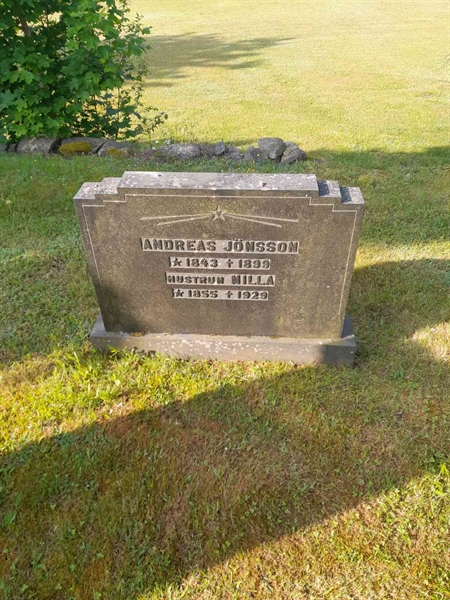 ANDREAS JÖNSSON
★ 1843 † 1899
HUSTRUN NILLA
★ 1855 † 1929